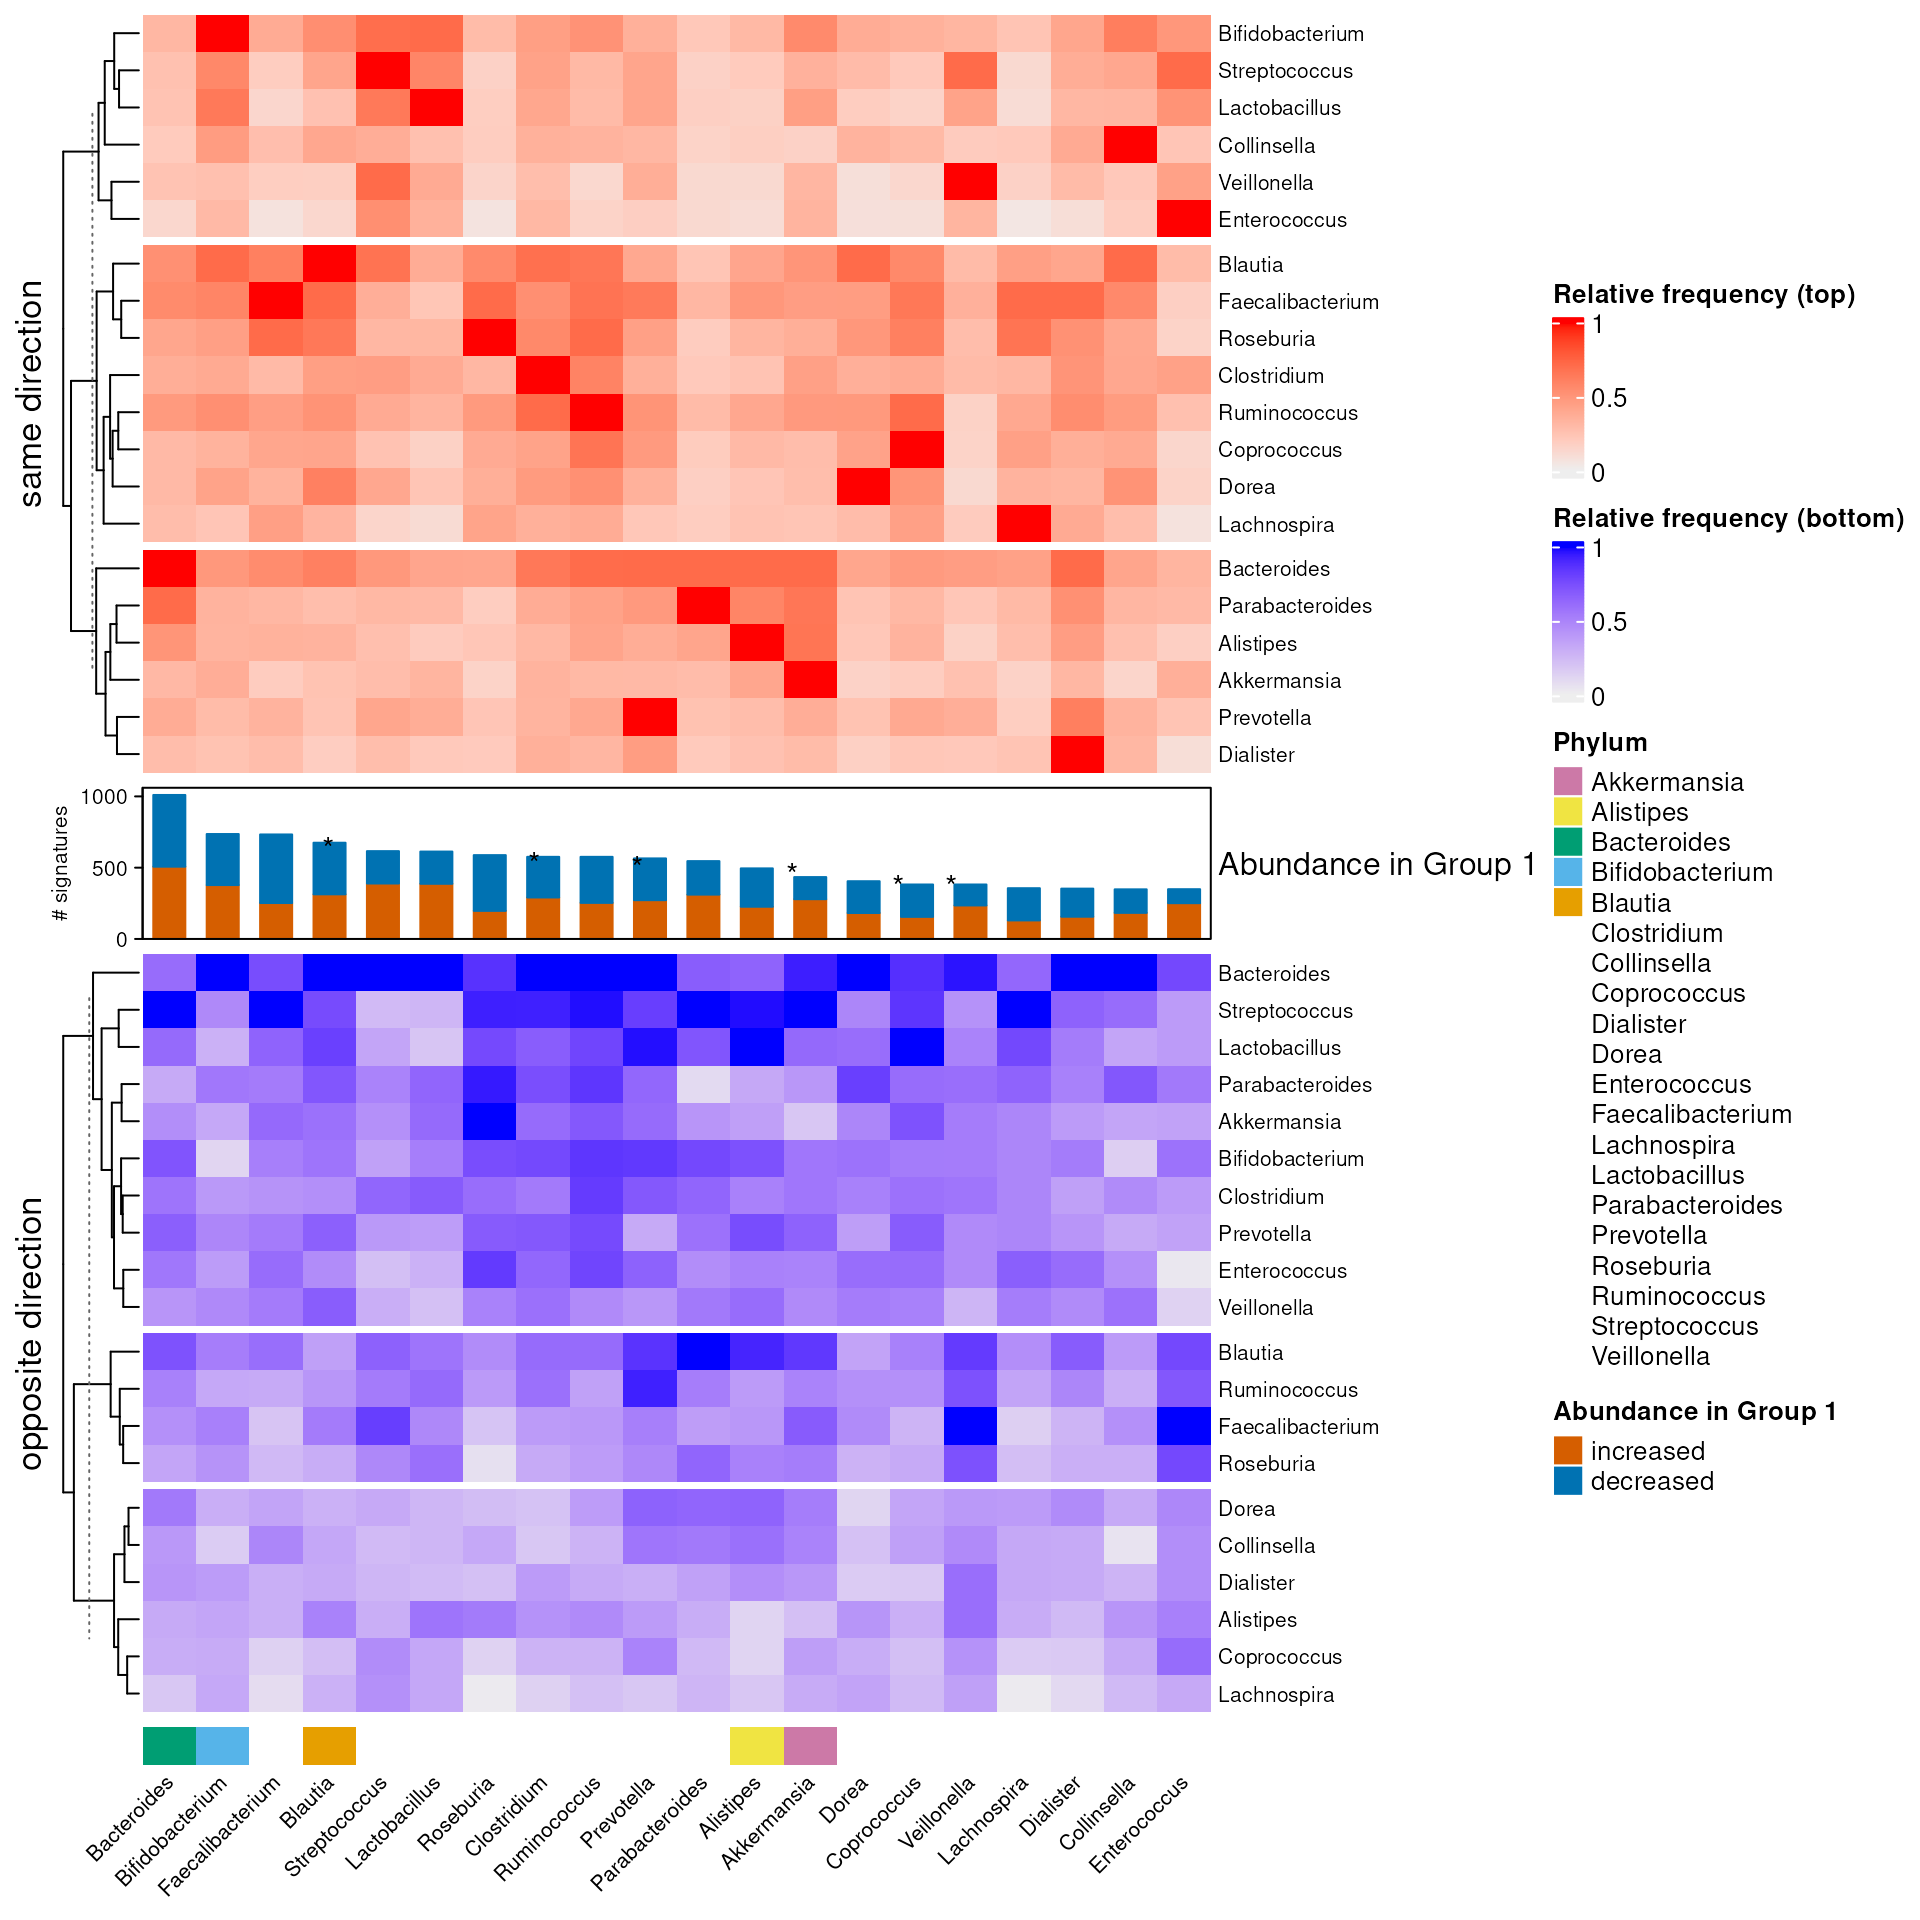 same direction
Bifidobacterium
Streptococcus
Lactobacillus
Collinsella
Veillonella
Enterococcus
Blautia
Faecalibacterium
Roseburia
Clostridium
Ruminococcus
Coprococcus
Dorea
Lachnospira
Bacteroides
Parabacteroides
Alistipes
Akkermansia
Prevotella
Dialister
# signatures
1000
500
0
* * * * * *
Abundance in Group 1
opposite direction
Bacteroides
Streptococcus
Lactobacillus
Parabacteroides
Akkermansia
Bifidobacterium
Clostridium
Prevotella
Enterococcus
Veillonella
Blautia
Ruminococcus
Faecalibacterium
Roseburia
Dorea
Collinsella
Dialister
Alistipes
Coprococcus
Lachnospira
Bacteroides
Bifidobacterium
Faecalibacterium
Blautia
Streptococcus
Lactobacillus
Roseburia
Clostridium
Ruminococcus
Prevotella
Parabacteroides
Alistipes
Akkermansia
Dorea
Coprococcus
Veillonella
Lachnospira
Dialister
Collinsella
Enterococcus
Relative frequency (top)
1
0.5
0
Relative frequency (bottom)
1
0.5
0
Phylum
Akkermansia
Alistipes
Bacteroides
Bifidobacterium
Blautia
Clostridium
Collinsella
Coprococcus
Dialister
Dorea
Enterococcus
Faecalibacterium
Lachnospira
Lactobacillus
Parabacteroides
Prevotella
Roseburia
Ruminococcus
Streptococcus
Veillonella
Abundance in Group 1
increased
decreased